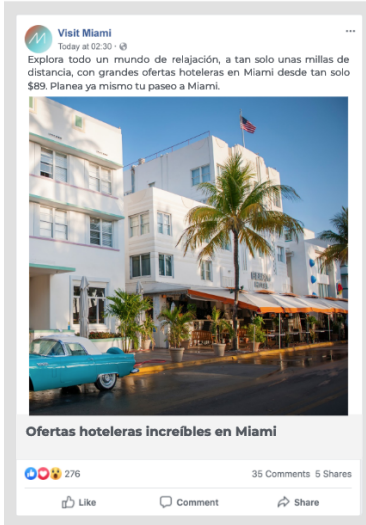 Visit Miami
Today at 02:30 ·
Explora todo un mundo de relajación, a tan solo unas millas de
distancia, con grandes ofertas hoteleras en Miami desde tan solo
$89. Planea ya mismo tu paseo a Miami.
Ofertas hoteleras increíbles en Miami
276
35 Comments 5 Shares
Like Comment Share